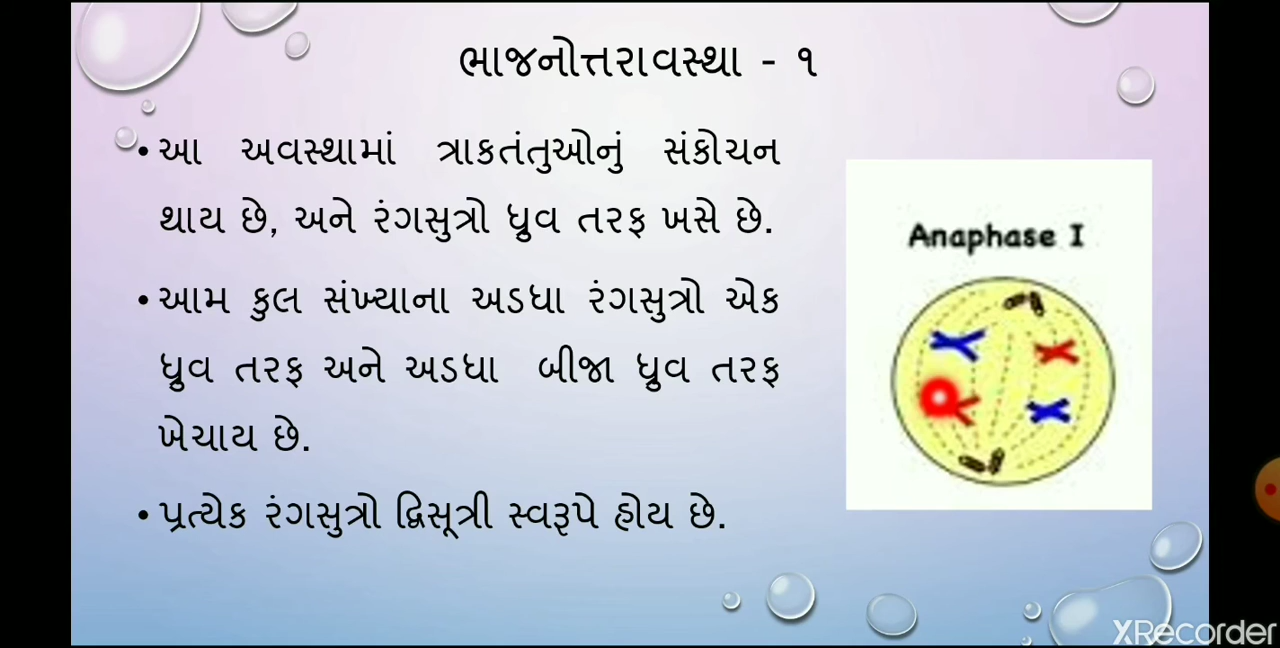 ભાજનોત્તરાવસ્થા - ૧
• આ અવસ્થામાં ત્રાકતંતુઓનું સંકોચન
થાય છે, અને રંગસુત્રો ધ્રુવ તરફ ખસે છે.
• આમ કુલ સંખ્યાના અડધા રંગસુત્રો એક
ધ્રુવ તરફ અને અડધા બીજા ધ્રુવ તરફ
ખેચાય છે.
• પ્રત્યેક રંગસુત્રો દ્વિસૂત્રી સ્વરૂપે હોય છે.
Anaphase I
XRecorder